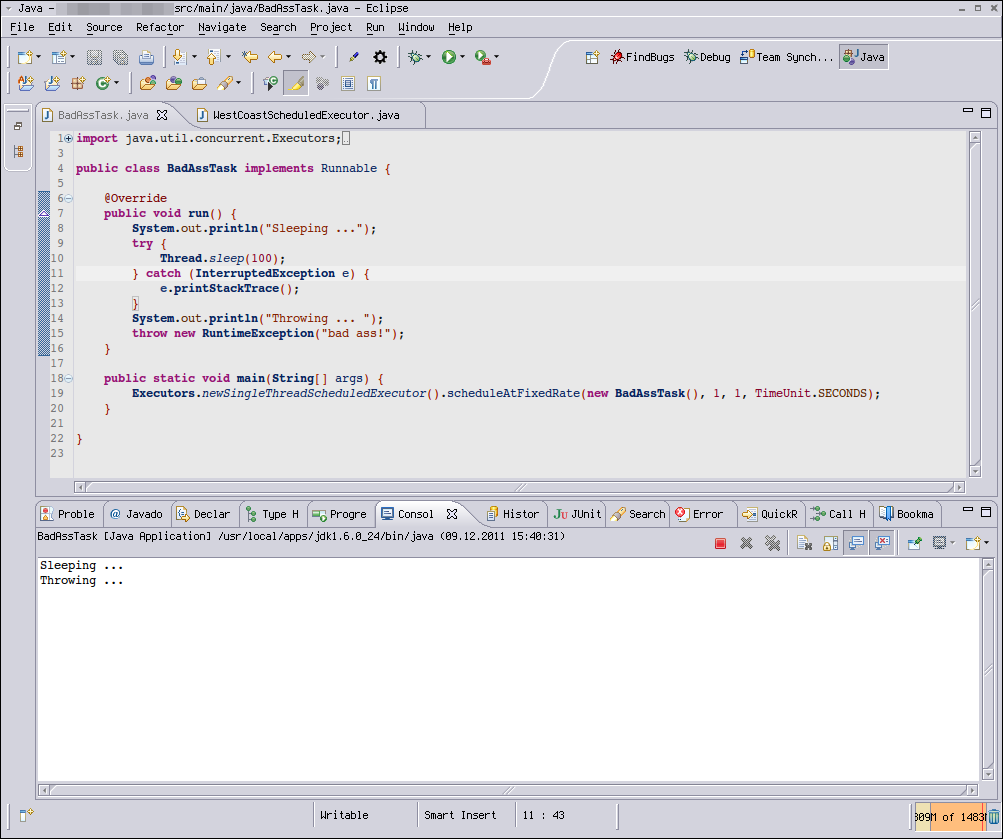 Java - src/main/java/BadAssTask.java - Eclipse
File Edit Source Refactor Navigate Search Project Run Window Help
FindBugs Debug Team Synch... Java
BadAssTask.java WestCoastScheduledExecutor.java
1 import java.util.concurrent.Executors;
3
4 public class BadAssTask implements Runnable {
5
6 @Override
7 public void run() {
8 System.out.println("Sleeping ...");
9 try {
10 Thread.sleep(100);
11 } catch (InterruptedException e) {
12 e.printStackTrace();
13 }
14 System.out.println("Throwing ... ");
15 throw new RuntimeException("bad ass!");
16 }
17
18 public static void main(String[] args) {
19 Executors.newSingleThreadScheduledExecutor().scheduleAtFixedRate(new BadAssTask(), 1, 1, TimeUnit.SECONDS);
20 }
21
22 }
23
Proble Javado Declar Type H Progre Consol Histor JUnit Search Error QuickR Call H Bookma
BadAssTask [Java Application] /usr/local/apps/jdk1.6.0_24/bin/java (09.12.2011 15:40:31)
Sleeping ...
Throwing ...
Writable Smart Insert 11 : 43 809M of 1483M